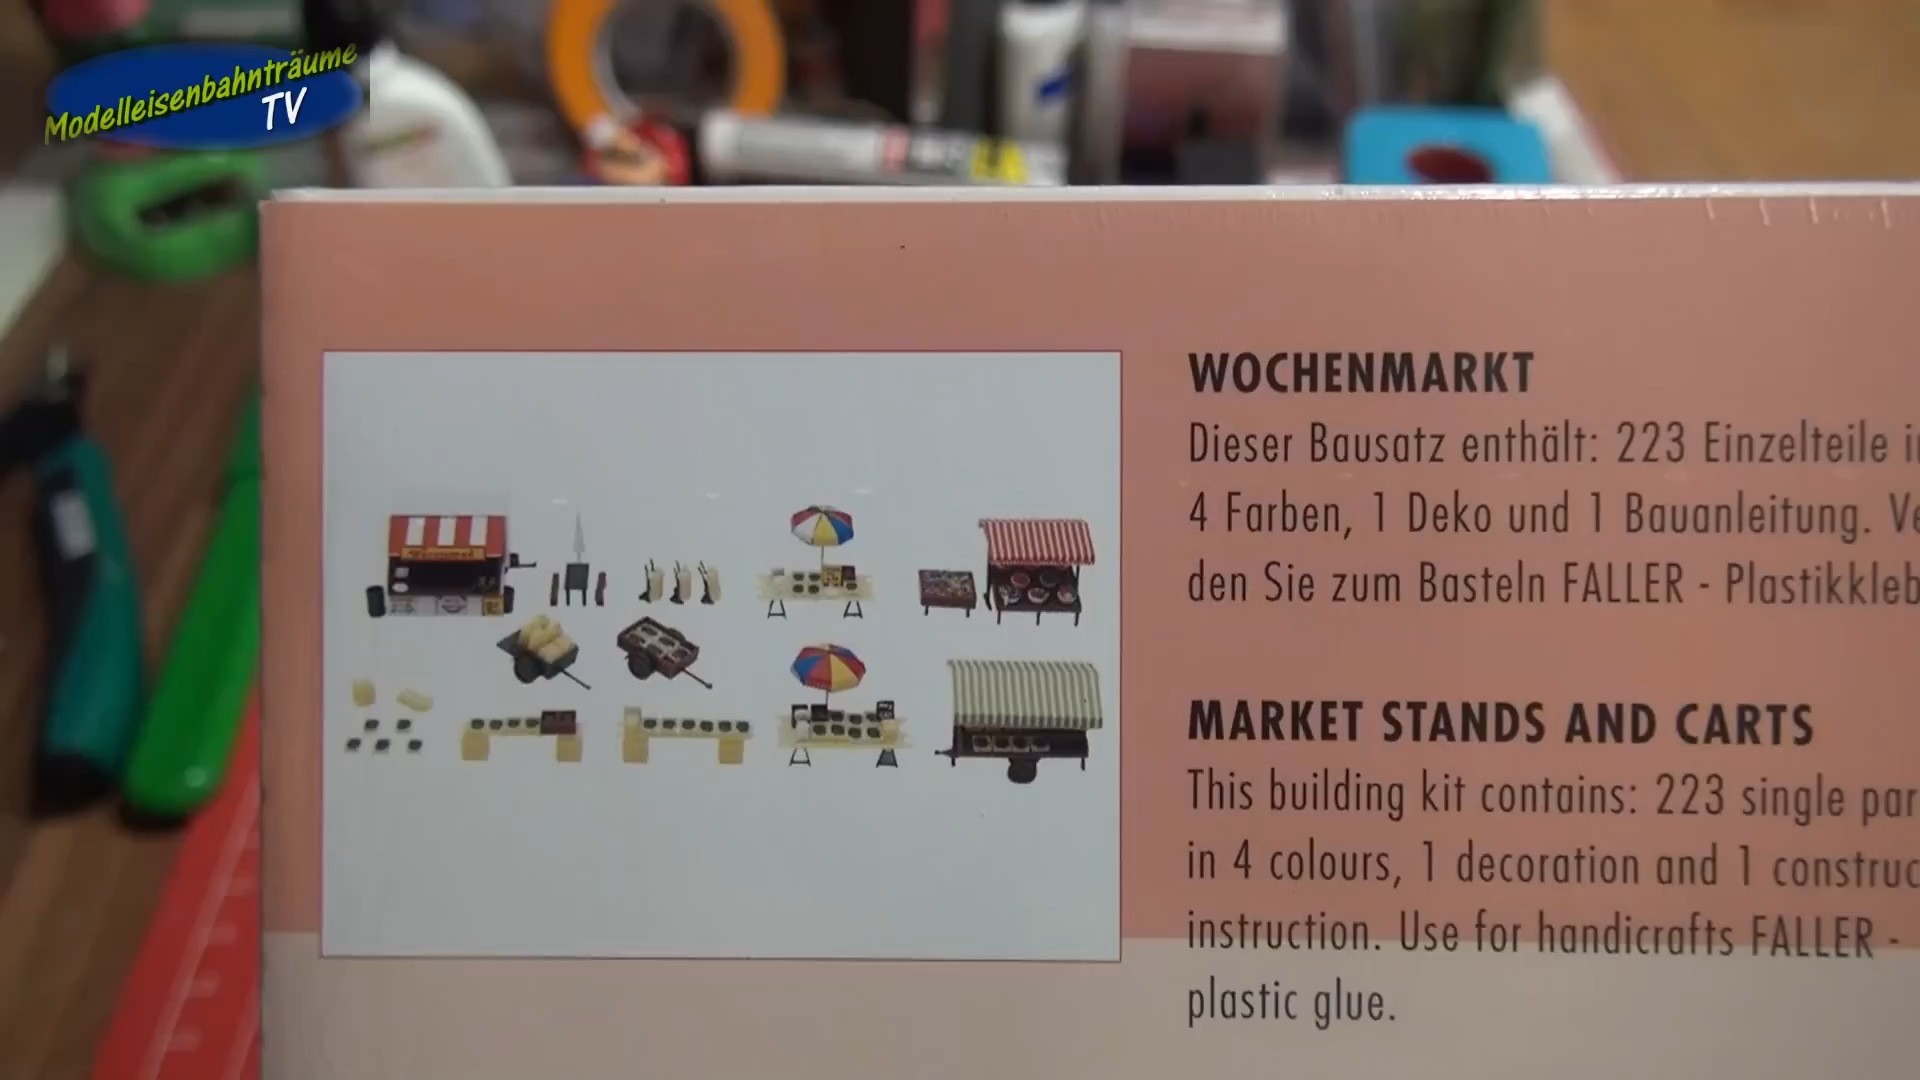 Modelleisenbahnträume
TV
WOCHENMARKT
Dieser Bausatz enthält: 223 Einzelteile
4 Farben, 1 Deko und 1 Bauanleitung.
den Sie zum Basteln FALLER - Plastikkleb
MARKET STANDS AND CARTS
This building kit contains: 223 single par
in 4 colours, 1 decoration and 1 construc
instruction. Use for handicrafts FALLER -
plastic glue.